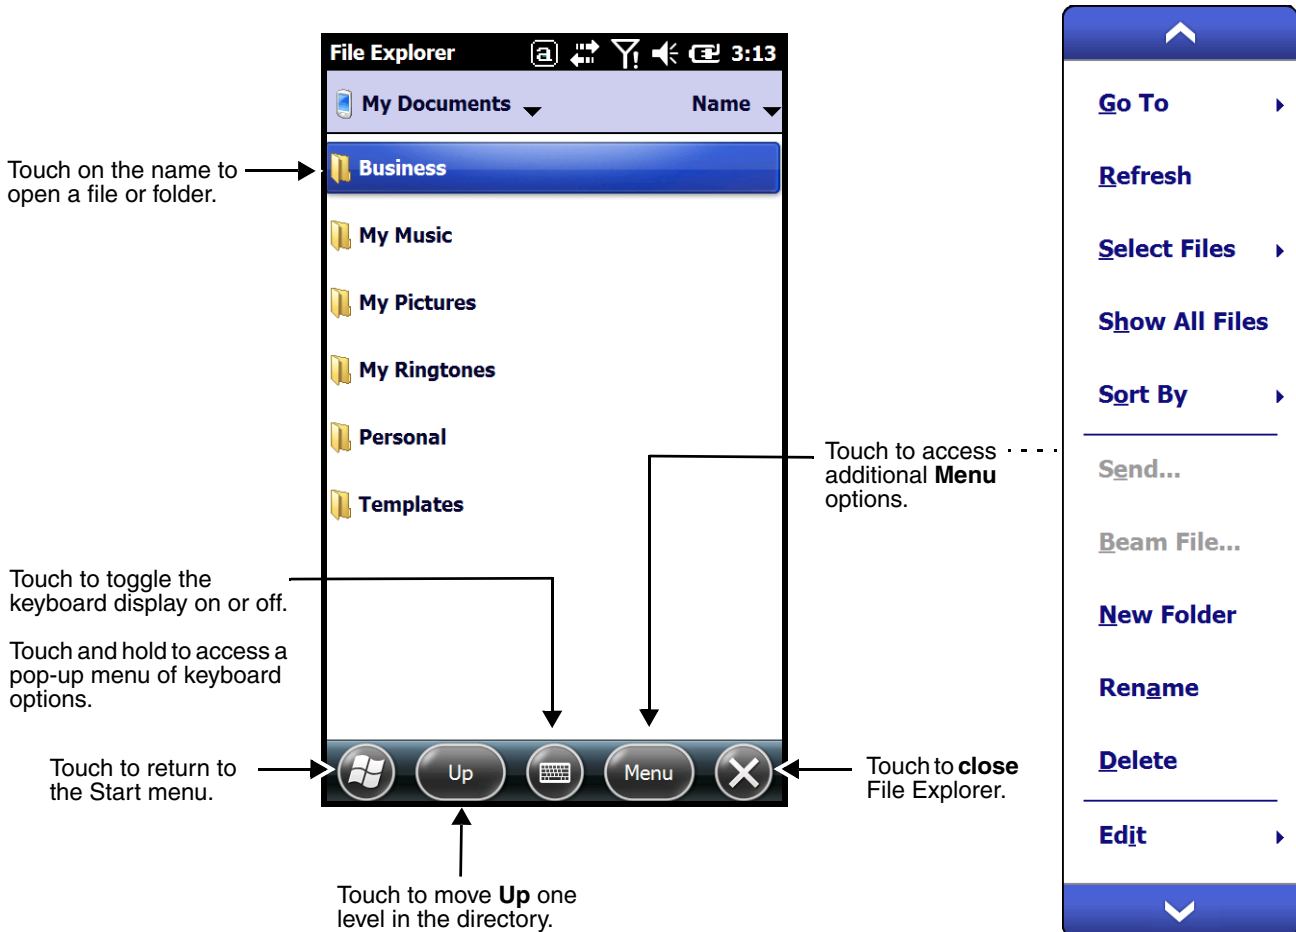 File Explorer a 3:13
My Documents Name
Business
My Music
My Pictures
My Ringtones
Personal
Templates
Up Menu
Touch on the name to
open a file or folder.
Touch to toggle the
keyboard display on or off.
Touch and hold to access a
pop-up menu of keyboard
options.
Touch to return to
the Start menu.
Touch to move Up one
level in the directory.
Touch to access
additional Menu
options.
Touch to close
File Explorer.
Go To
Refresh
Select Files
Show All Files
Sort By
Send...
Beam File...
New Folder
Rename
Delete
Edit